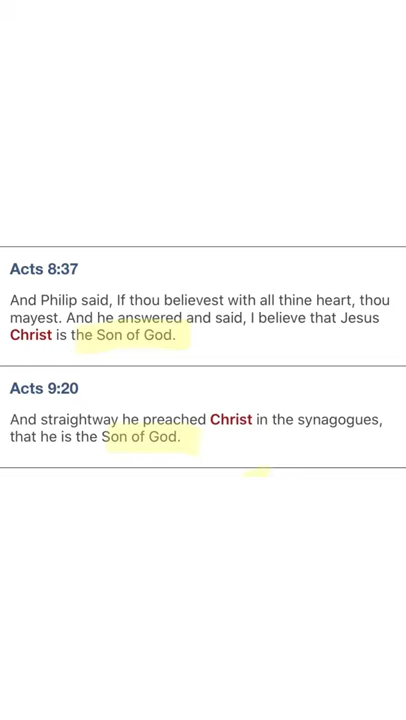 Acts 8:37
And Philip said, If thou believest with all thine heart, thou
mayest. And he answered and said, I believe that Jesus
Christ is the Son of God.
Acts 9:20
And straightway he preached Christ in the synagogues,
that he is the Son of God.